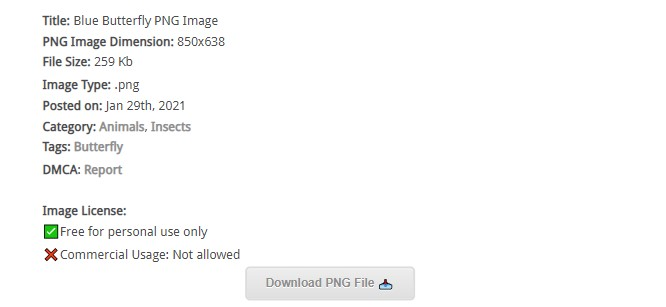 Title: Blue Butterfly PNG Image
PNG Image Dimension: 850x638
File Size: 259 Kb
Image Type: .png
Posted on: Jan 29th, 2021
Category: Animals, Insects
Tags: Butterfly
DMCA: Report
Image License:
Free for personal use only
Commercial Usage: Not allowed
Download PNG File